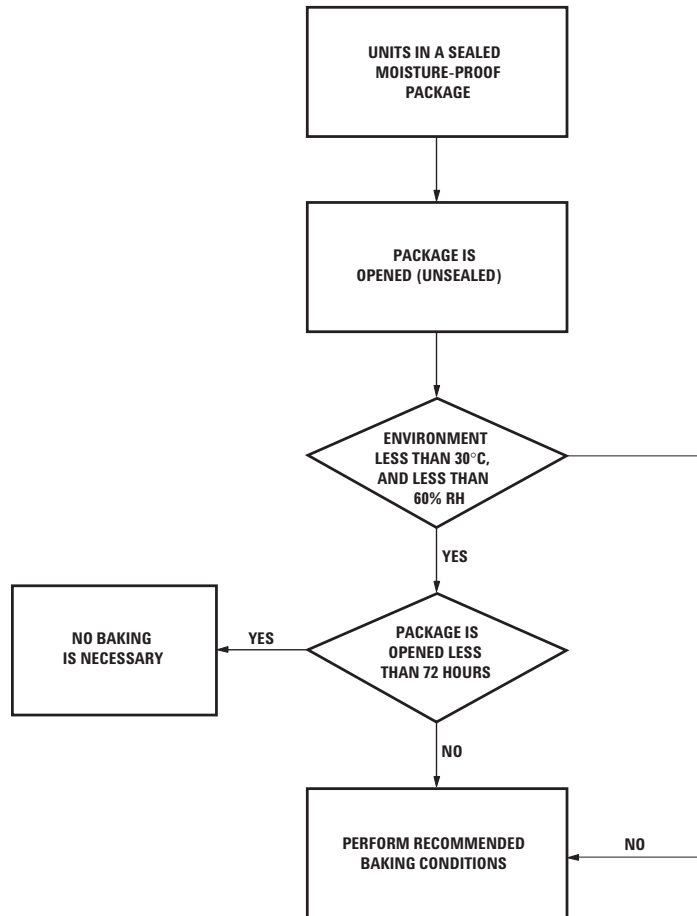 UNITS IN A SEALED
MOISTURE-PROOF
PACKAGE
PACKAGE IS
OPENED (UNSEALED)
ENVIRONMENT
LESS THAN 30°C,
AND LESS THAN
60% RH
YES
NO BAKING
IS NECESSARY
YES
PACKAGE IS
OPENED LESS
THAN 72 HOURS
NO
PERFORM RECOMMENDED
BAKING CONDITIONS
NO